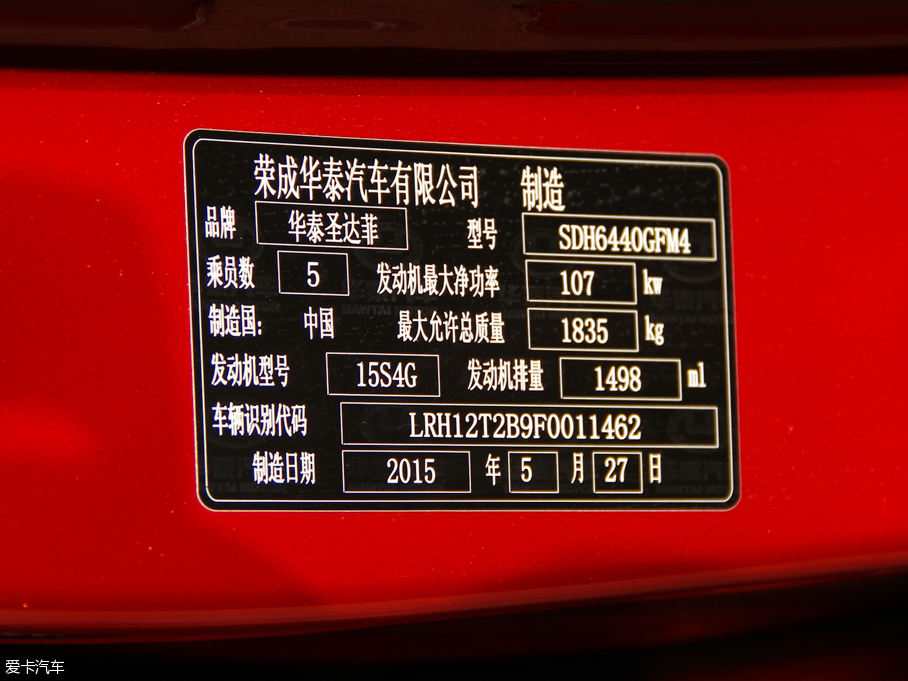 荣成华泰汽车有限公司 制造
品牌 华泰圣达菲 型号 SDH6440GFM4
乘员数 5 发动机最大净功率 107 kw
制造国: 中国 最大允许总质量 1835 kg
发动机型号 15S4G 发动机排量 1498 ml
车辆识别代码 LRH12T2B9F0011462
制造日期 2015 年 5 月 27 日
爱卡汽车